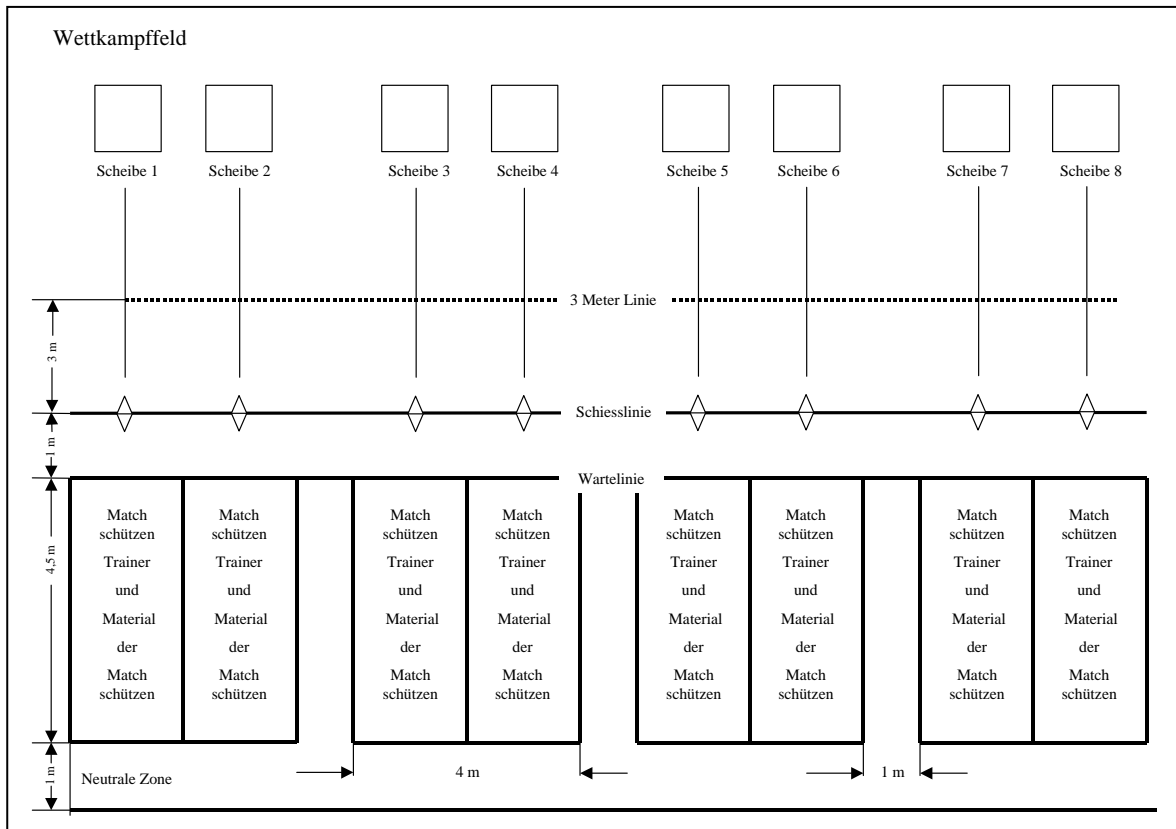 Wettkampffeld
Scheibe 1
Scheibe 2
Scheibe 3
Scheibe 4
Scheibe 5
Scheibe 6
Scheibe 7
Scheibe 8
3 Meter Linie
3 m
Schiesslinie
1 m
Wartelinie
4,5 m
Match
schützen
Trainer
und
Material
der
Match
schützen
Match
schützen
Trainer
und
Material
der
Match
schützen
Match
schützen
Trainer
und
Material
der
Match
schützen
Match
schützen
Trainer
und
Material
der
Match
schützen
Match
schützen
Trainer
und
Material
der
Match
schützen
Match
schützen
Trainer
und
Material
der
Match
schützen
Match
schützen
Trainer
und
Material
der
Match
schützen
Match
schützen
Trainer
und
Material
der
Match
schützen
1 m
Neutrale Zone
4 m
1 m